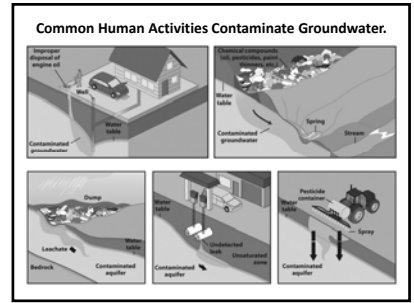 Common Human Activities Contaminate Groundwater.
Improper
disposal of
engine oil
Well
Water
table
Contaminated
groundwater
Chemical compounds
(oil, pesticides, paint
thinners, etc.)
Water
table
Contaminated
groundwater
Spring
Stream
Dump
Leachate
Water
table
Bedrock
Contaminated
aquifer
Water
table
Undetected
leak
Unsaturated
zone
Contaminated
aquifer
Pesticide
container
Water
table
Spray
Contaminated
aquifer